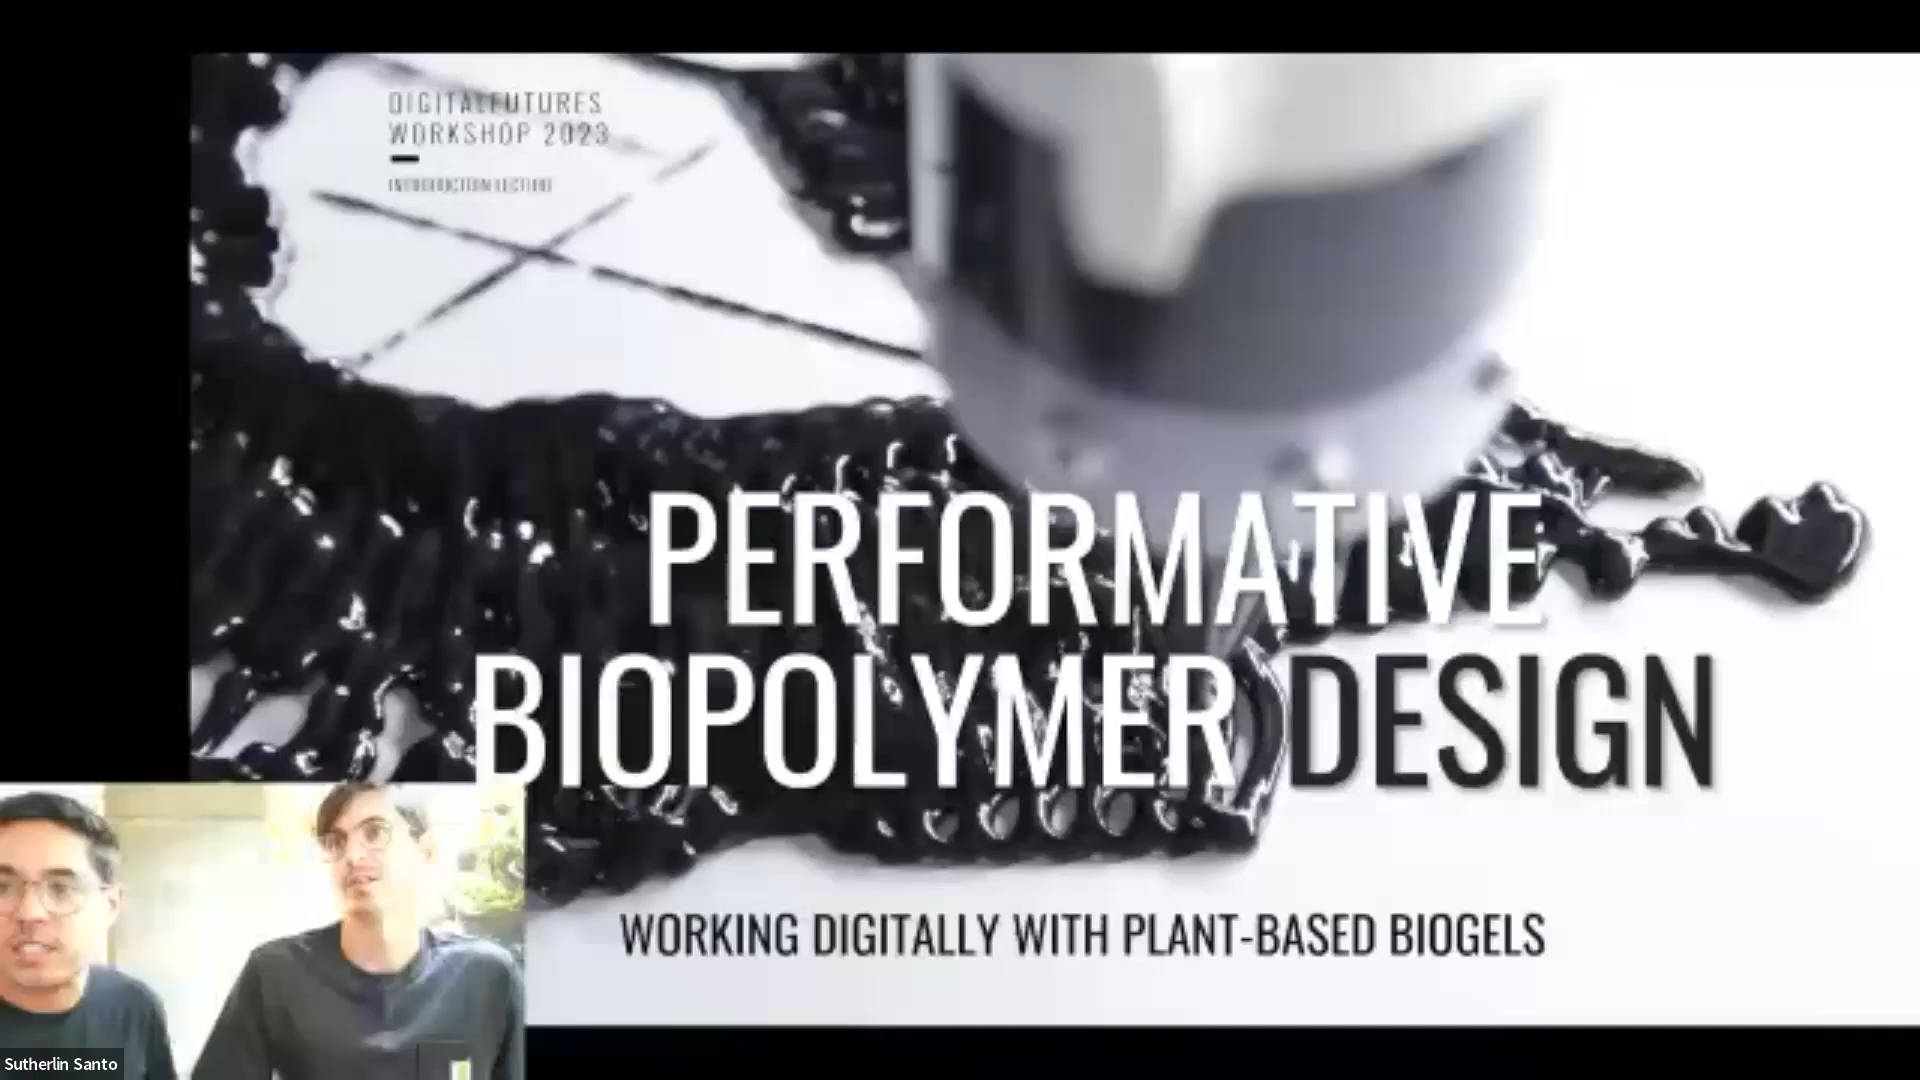 DIGITALFUTURES
WORKSHOP 2023
INTRODUCTION LECTURE
PERFORMATIVE
BIOPOLYMER DESIGN
WORKING DIGITALLY WITH PLANT-BASED BIOGELS
Sutherlin Santo